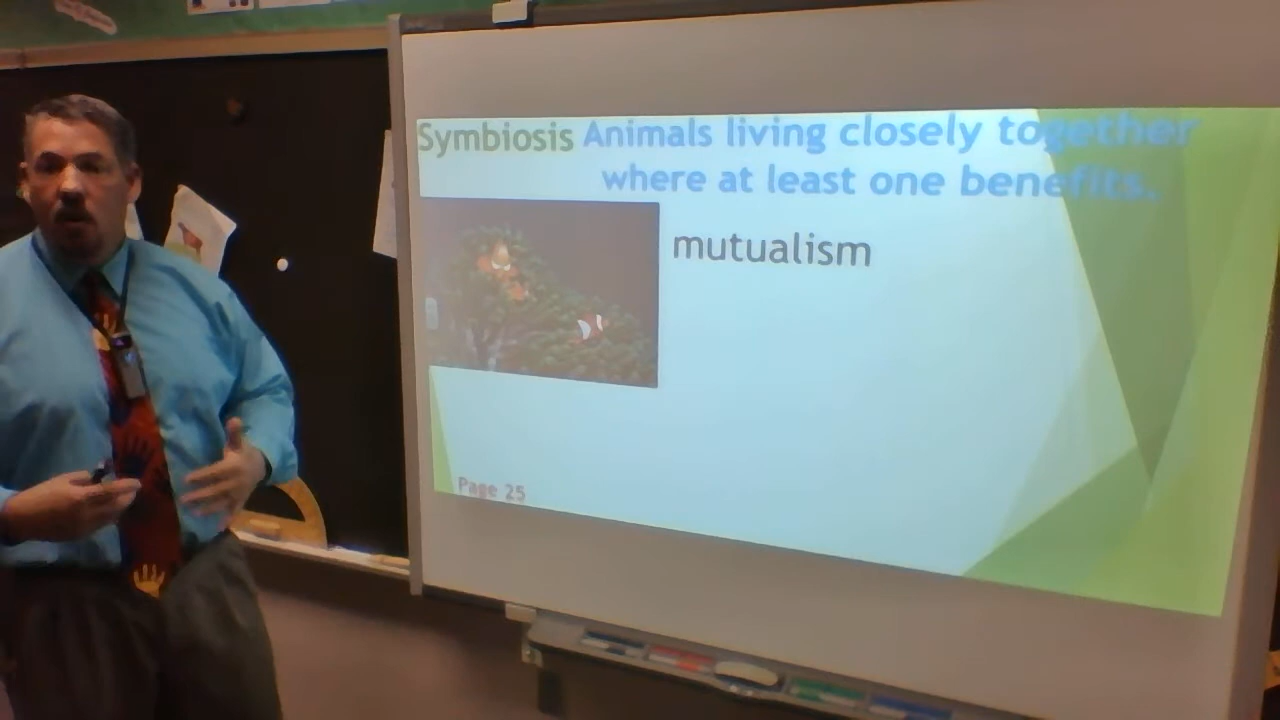 Symbiosis Animals living closely together
where at least one benefits.
mutualism
Page 25